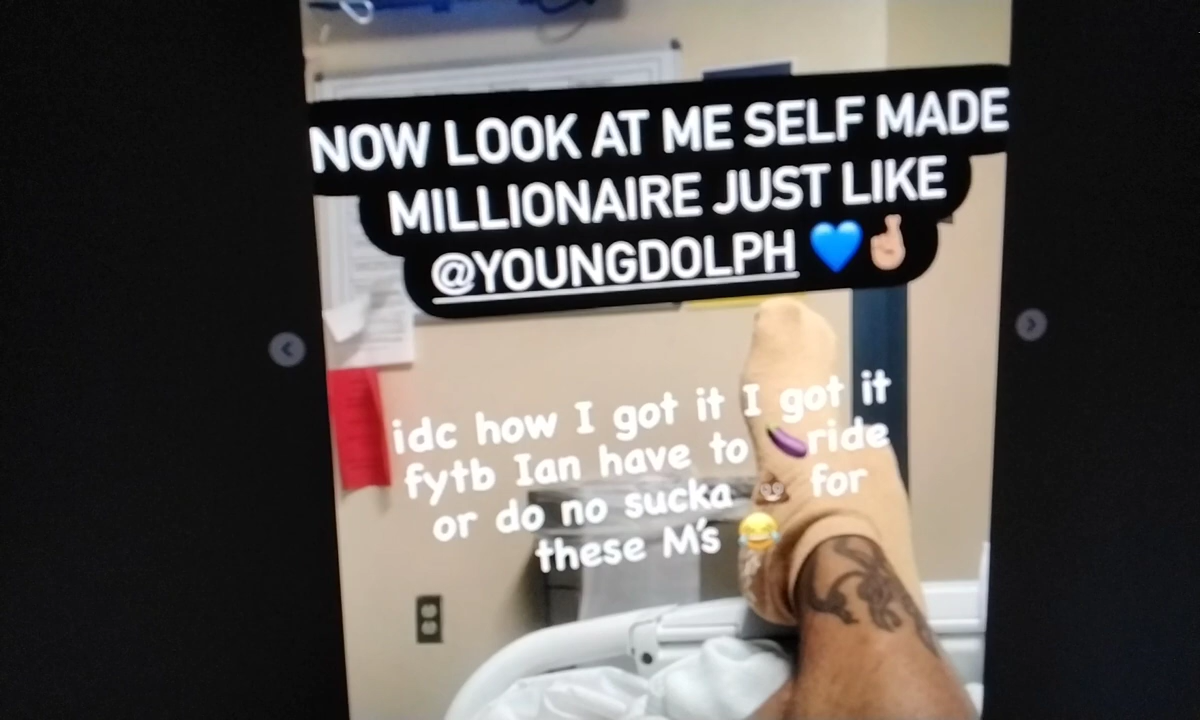 NOW LOOK AT ME SELF MADE
MILLIONAIRE JUST LIKE
@YOUNGDOLPH 💙🤞🏼
idc how I got it I got it
fytb Ian have to 🍆ride
or do no sucka 💩 for
these M's 😂